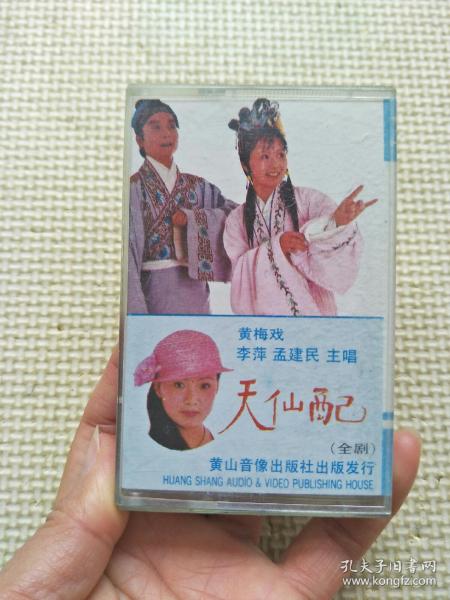 黄梅戏
李萍 孟建民 主唱
天仙配
（全剧）
黄山音像出版社出版发行
HUANG SHANG AUDIO & VIDEO PUBLISHING HOUSE
孔夫子旧书网
www.kongfz.com